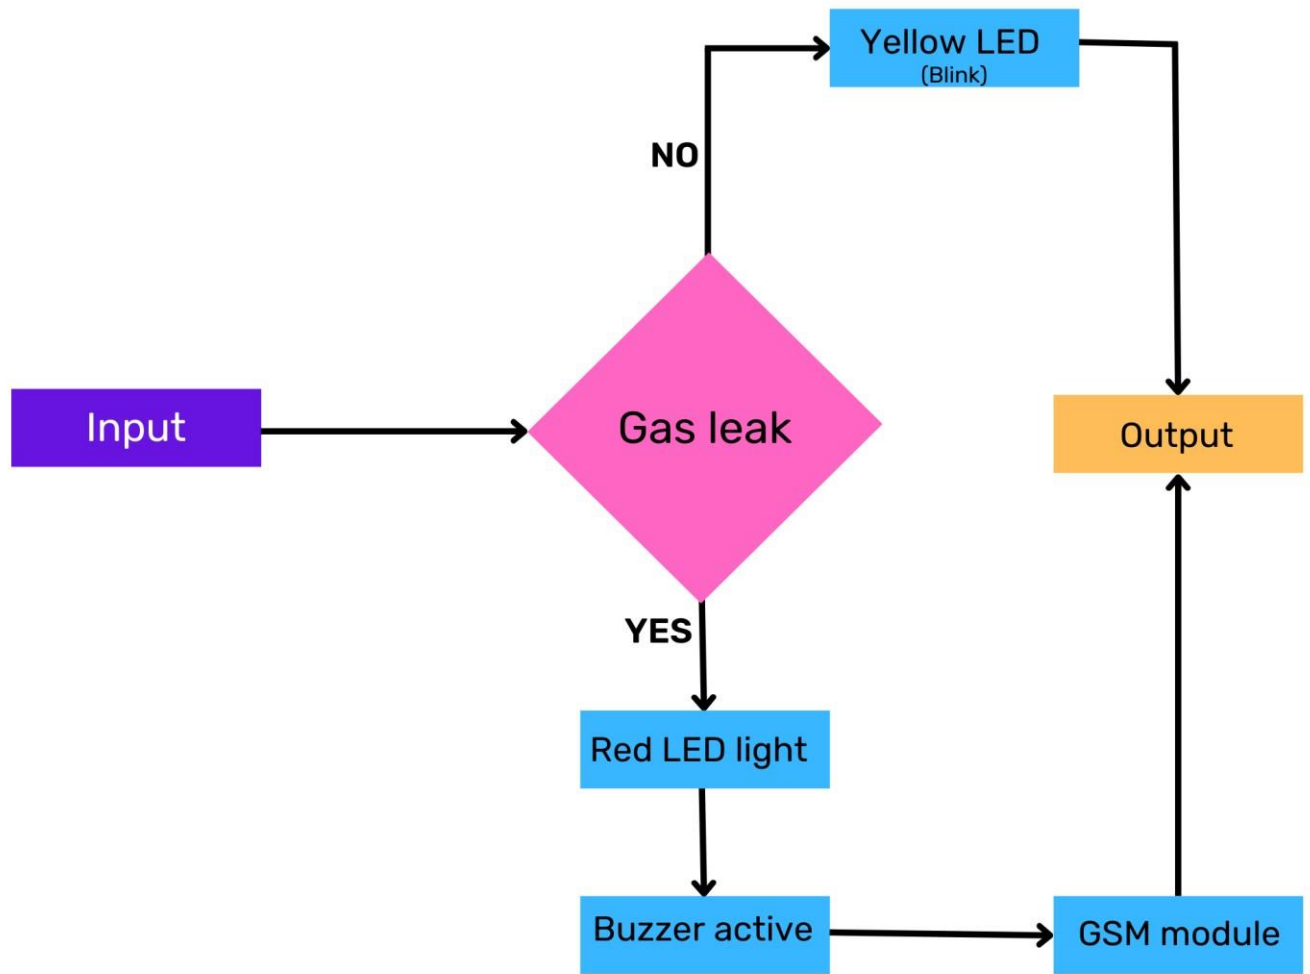 Yellow LED
(Blink)
NO
Input
Gas leak
Output
YES
Red LED light
Buzzer active
GSM module